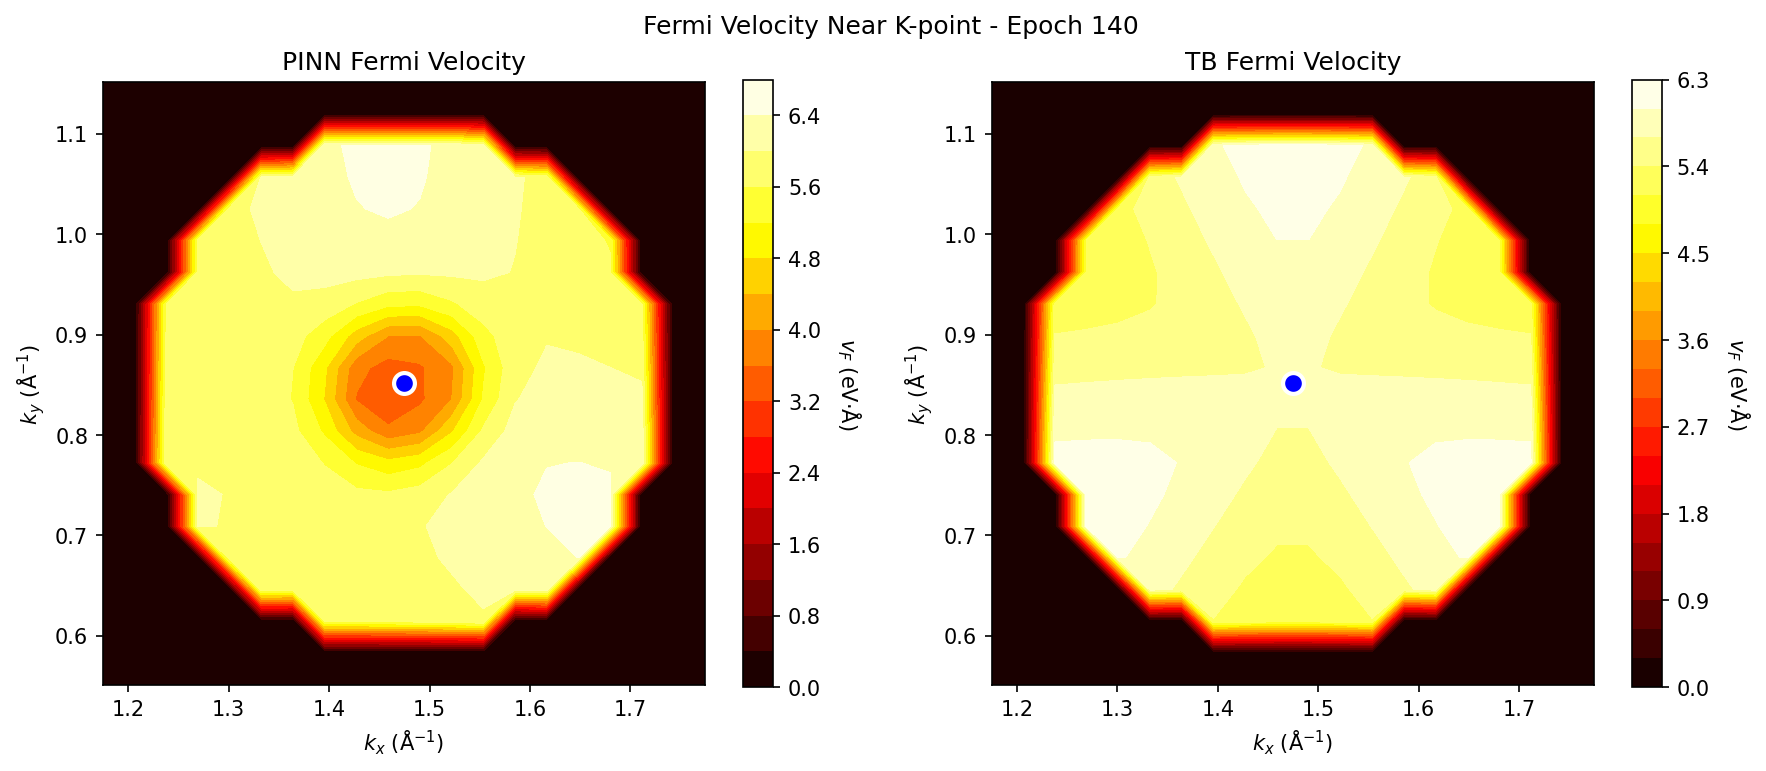 Fermi Velocity Near K-point - Epoch 140
PINN Fermi Velocity
1.1
1.0
0.9
0.8
0.7
0.6
k_y (Å⁻¹)
1.2 1.3 1.4 1.5 1.6 1.7
k_x (Å⁻¹)
6.4
5.6
4.8
4.0
3.2
2.4
1.6
0.8
0.0
v_F (eV·Å)
TB Fermi Velocity
1.1
1.0
0.9
0.8
0.7
0.6
k_y (Å⁻¹)
1.2 1.3 1.4 1.5 1.6 1.7
k_x (Å⁻¹)
6.3
5.4
4.5
3.6
2.7
1.8
0.9
0.0
v_F (eV·Å)